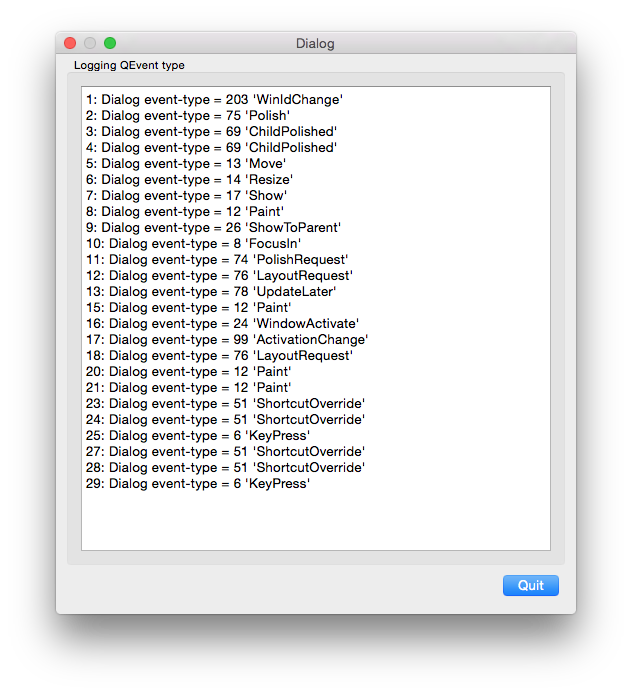 Dialog
Logging QEvent type
1: Dialog event-type = 203 'WinIdChange'
2: Dialog event-type = 75 'Polish'
3: Dialog event-type = 69 'ChildPolished'
4: Dialog event-type = 69 'ChildPolished'
5: Dialog event-type = 13 'Move'
6: Dialog event-type = 14 'Resize'
7: Dialog event-type = 17 'Show'
8: Dialog event-type = 12 'Paint'
9: Dialog event-type = 26 'ShowToParent'
10: Dialog event-type = 8 'FocusIn'
11: Dialog event-type = 74 'PolishRequest'
12: Dialog event-type = 76 'LayoutRequest'
13: Dialog event-type = 78 'UpdateLater'
15: Dialog event-type = 12 'Paint'
16: Dialog event-type = 24 'WindowActivate'
17: Dialog event-type = 99 'ActivationChange'
18: Dialog event-type = 76 'LayoutRequest'
20: Dialog event-type = 12 'Paint'
21: Dialog event-type = 12 'Paint'
23: Dialog event-type = 51 'ShortcutOverride'
24: Dialog event-type = 51 'ShortcutOverride'
25: Dialog event-type = 6 'KeyPress'
27: Dialog event-type = 51 'ShortcutOverride'
28: Dialog event-type = 51 'ShortcutOverride'
29: Dialog event-type = 6 'KeyPress'
Quit